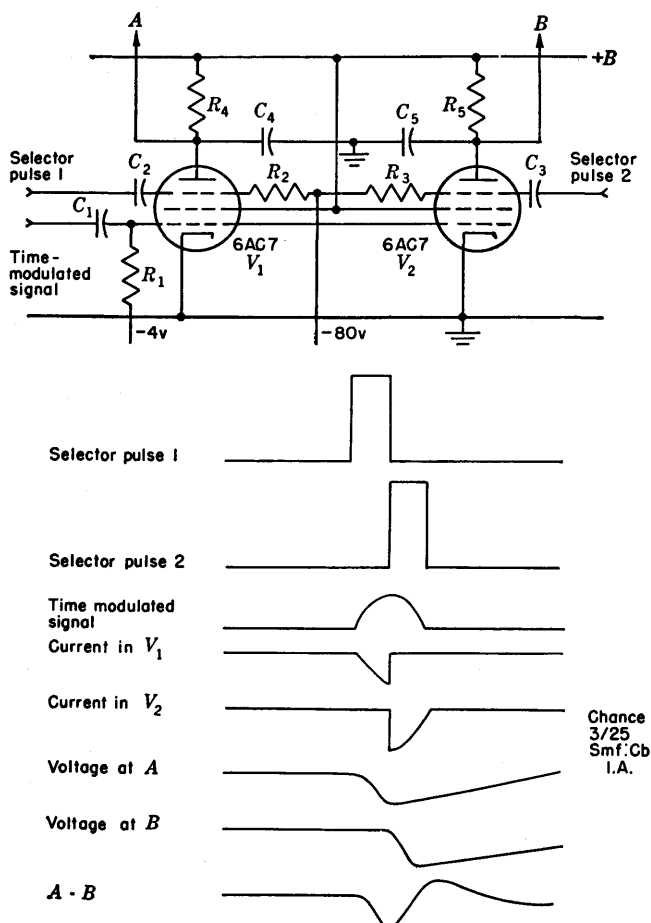 A
B
+B
R4
C4
C5
R5
Selector pulse 1
C2
R2
R3
C3
Selector pulse 2
C1
6AC7 V1
6AC7 V2
Time-modulated signal
R1
-4v
-80v
Selector pulse 1
Selector pulse 2
Time modulated
signal
Current in V1
Current in V2
Chance
3/25
Smf:Cb
I.A.
Voltage at A
Voltage at B
A - B